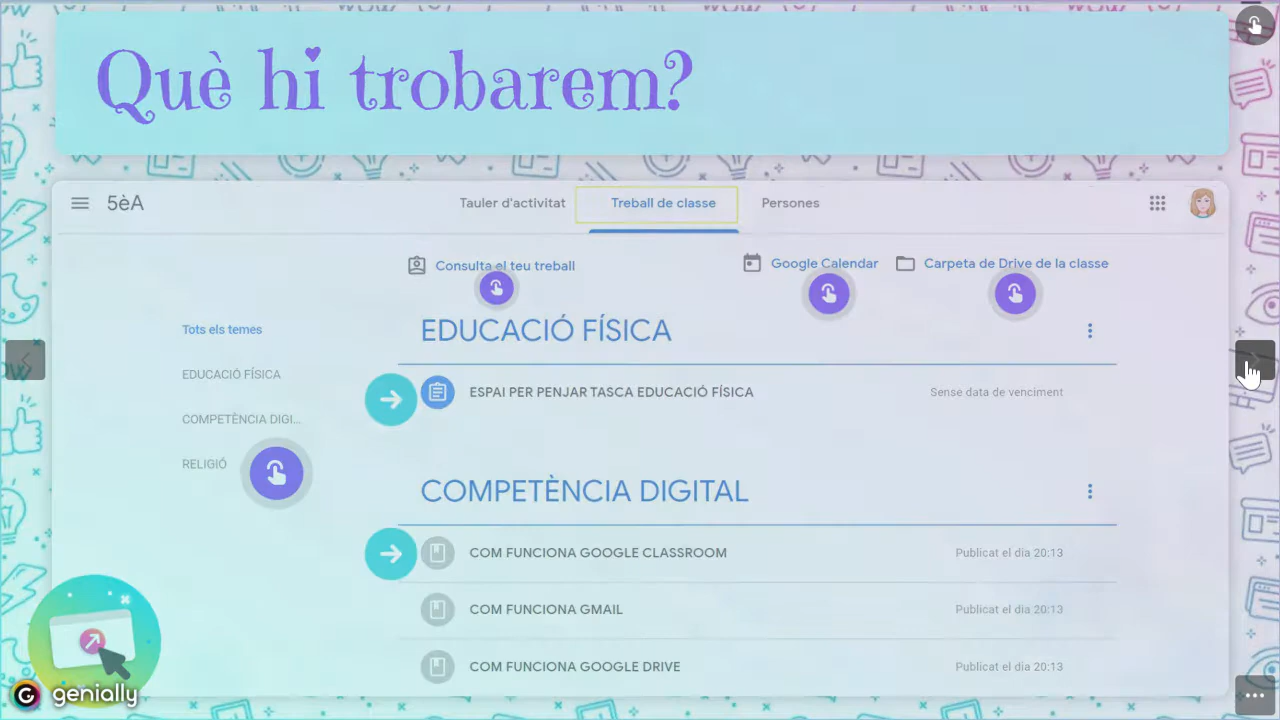 Què hi trobarem?
5èA
Tauler d'activitat
Treball de classe
Persones
Consulta el teu treball
Google Calendar
Carpeta de Drive de la classe
Tots els temes
EDUCACIÓ FÍSICA
COMPETÈNCIA DIGI...
RELIGIÓ
EDUCACIÓ FÍSICA
ESPAI PER PENJAR TASCA EDUCACIÓ FÍSICA
Sense data de venciment
COMPETÈNCIA DIGITAL
COM FUNCIONA GOOGLE CLASSROOM
Publicat el dia 20:13
COM FUNCIONA GMAIL
Publicat el dia 20:13
COM FUNCIONA GOOGLE DRIVE
Publicat el dia 20:13
genially